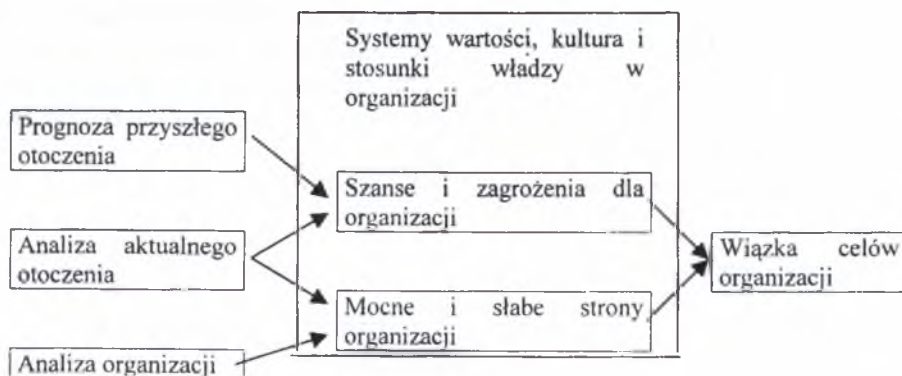 Systemy wartości, kultura i
stosunki władzy w
organizacji
Prognoza przyszłego
otoczenia
Szanse i zagrożenia dla
organizacji
Analiza aktualnego
otoczenia
Wiązka celów
organizacji
Mocne i słabe strony
organizacji
Analiza organizacji